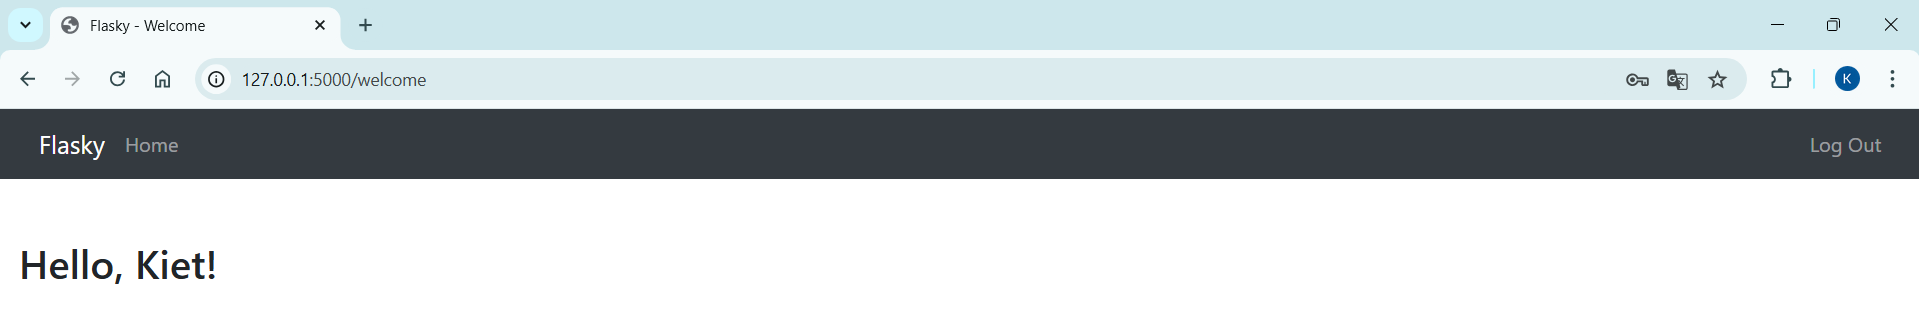 Flasky - Welcome
127.0.0.1:5000/welcome
K
Flasky Home Log Out
Hello, Kiet!